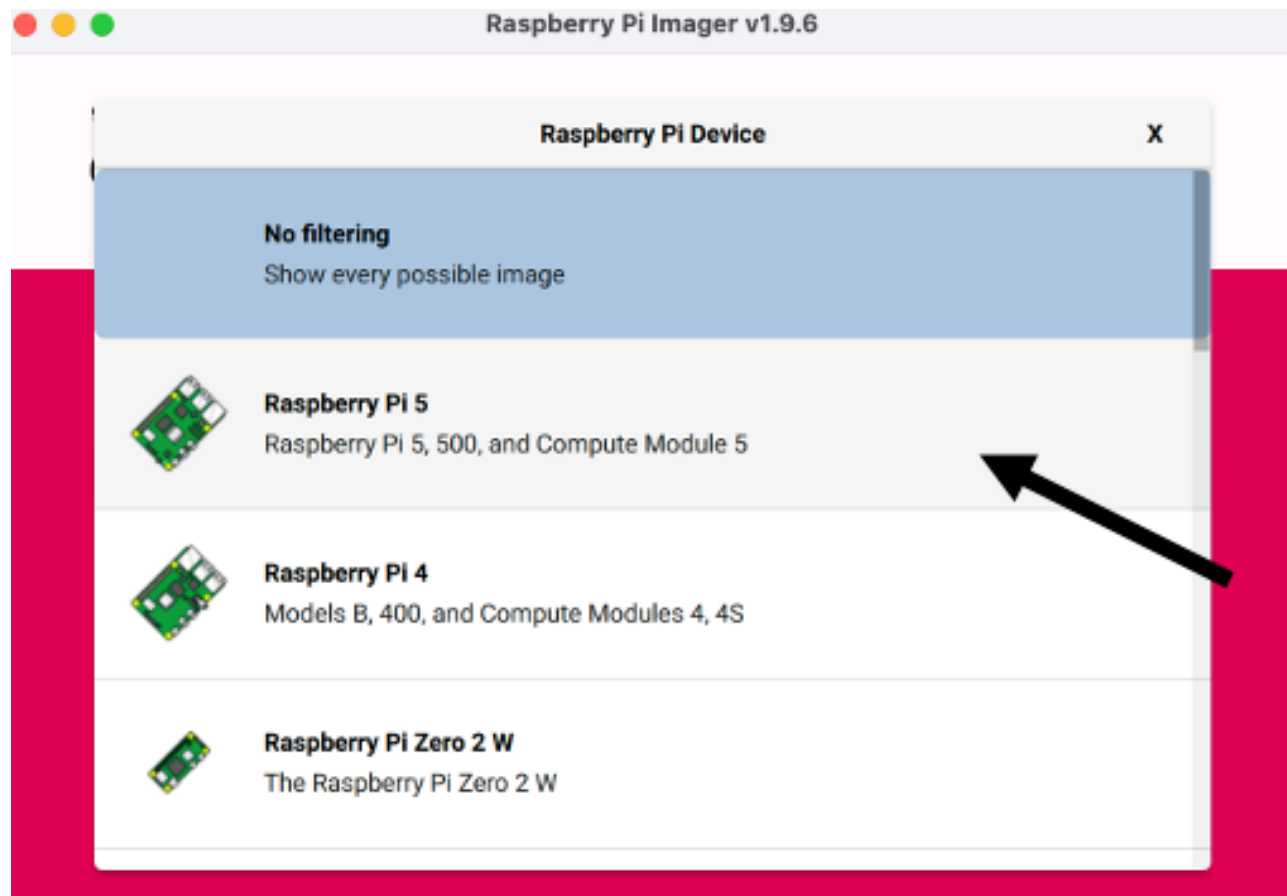 Raspberry Pi Imager v1.9.6
Raspberry Pi Device
X
No filtering
Show every possible image
Raspberry Pi 5
Raspberry Pi 5, 500, and Compute Module 5
Raspberry Pi 4
Models B, 400, and Compute Modules 4, 4S
Raspberry Pi Zero 2 W
The Raspberry Pi Zero 2 W